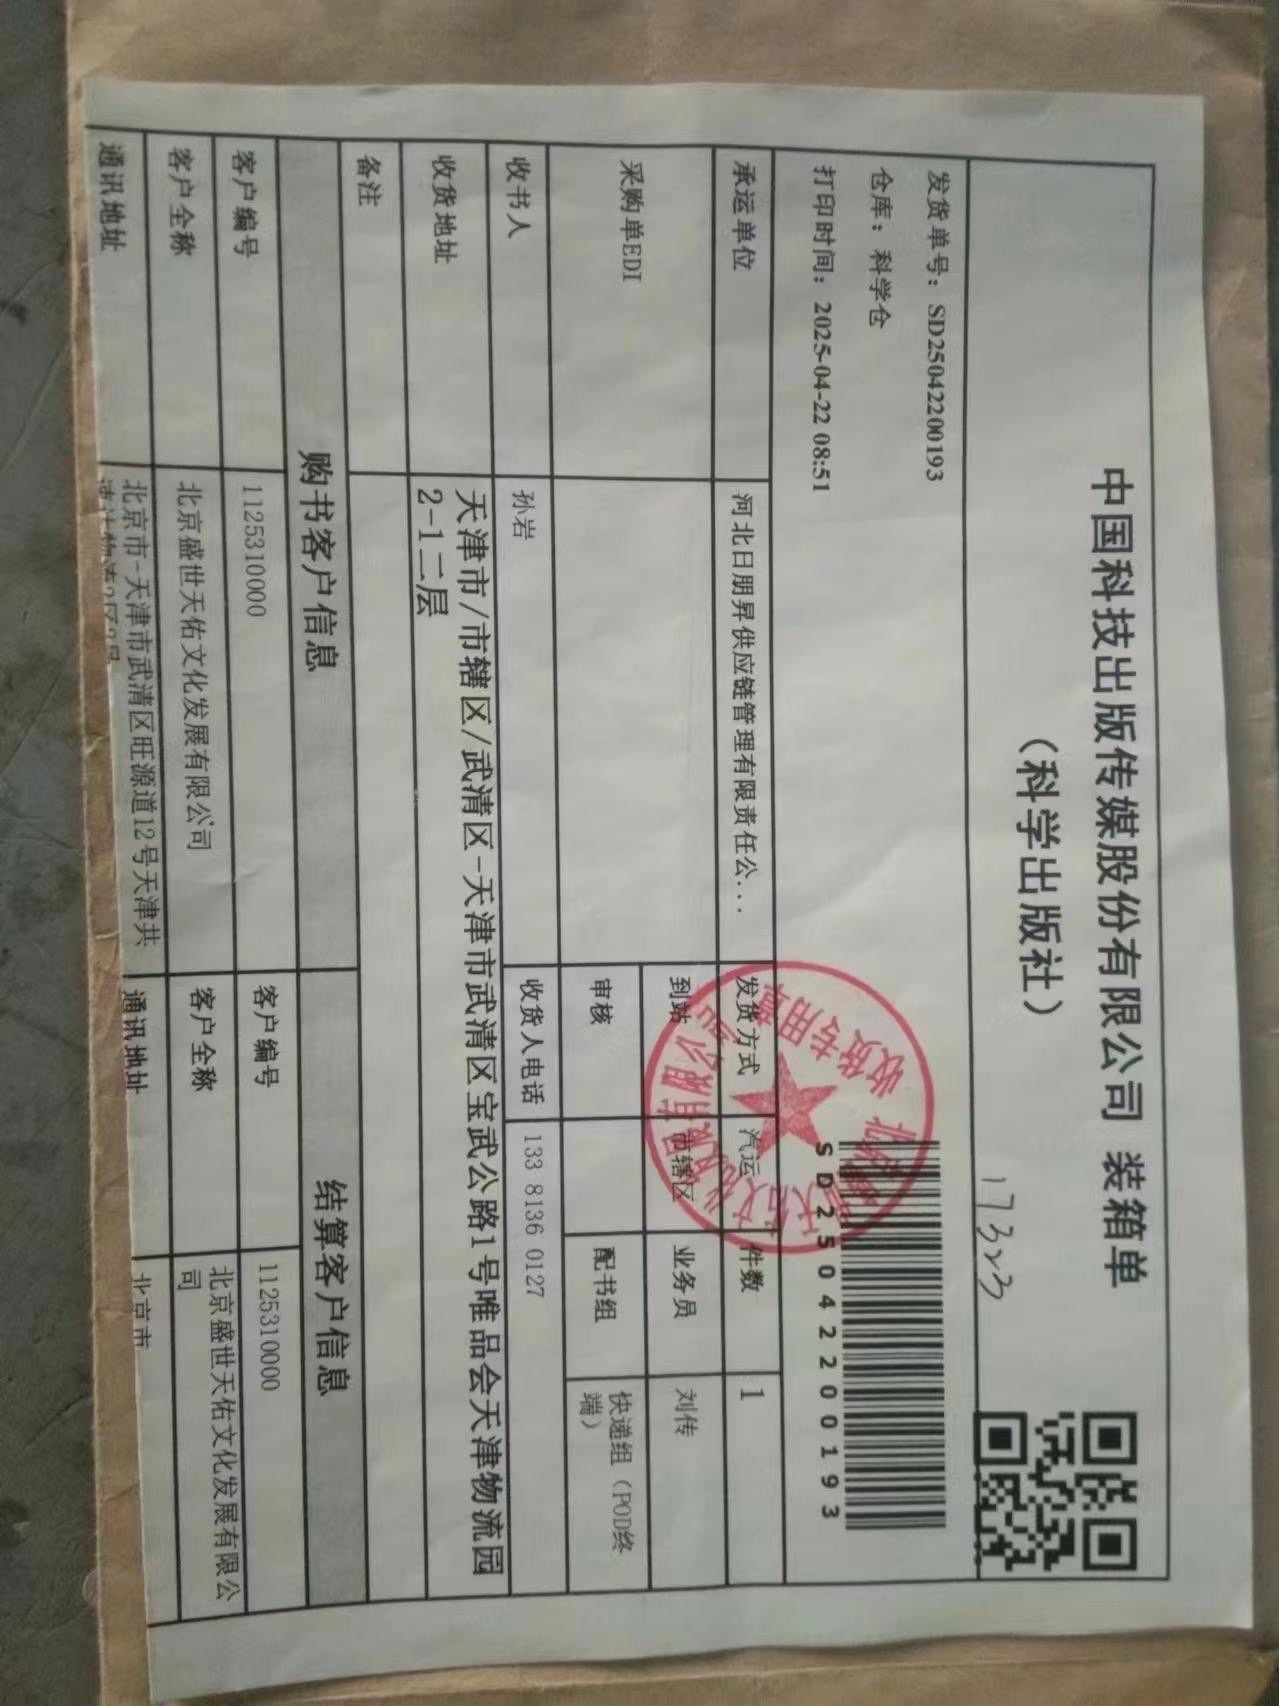 中国科技出版传媒股份有限公司 装箱单
（科学出版社）
17323
发货单号：SD25042200193
仓库：科学仓
打印时间：2025-04-22 08:51
SD25042200193
承运单位 河北日朋昇供应链管理有限责任公... 发货方式 汽运 件数 1
采购单EDI 到站 市辖区 业务员 刘传
审核 配书组 快递组（POD终
端）
收书人 孙岩 收货人电话 133 8136 0127
收货地址 天津市/市辖区/武清区-天津市武清区宝武公路1号唯品会天津物流园
2-1二层
备注
购书客户信息 结算客户信息
客户编号 1125310000 客户编号 1125310000
客户全称 北京盛世天佑文化发展有限公司 客户全称 北京盛世天佑文化发展有限公
司
通讯地址 北京市-天津市武清区旺源道12号天津共 通讯地址 北京市
收货专用章